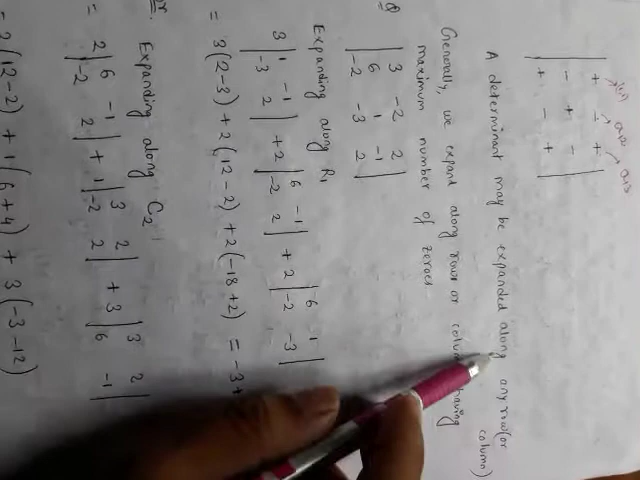 + - +
- + -
+ - +
A determinant may be expanded along any row (or column)
Generally, we expand along row or column having
maximum number of zeroes
Q
| 3 -2 2 |
| 6 1 -1 |
| -2 -3 2 |
Expanding along R₁
3 | 1 -1 | + 2 | 6 -1 | + 2 | 6 1 |
| -3 2 | | -2 2 | | -2 -3 |
= 3(2-3) + 2(12-2) + 2(-18+2) = -3+
or. Expanding along C₂
= 2 | 6 -1 | + 1 | 3 2 | + 3 | 3 2 |
| -2 2 | | -2 2 | | 6 -1 |
= 2(12-2) + 1(6+4) + 3(-3-12)